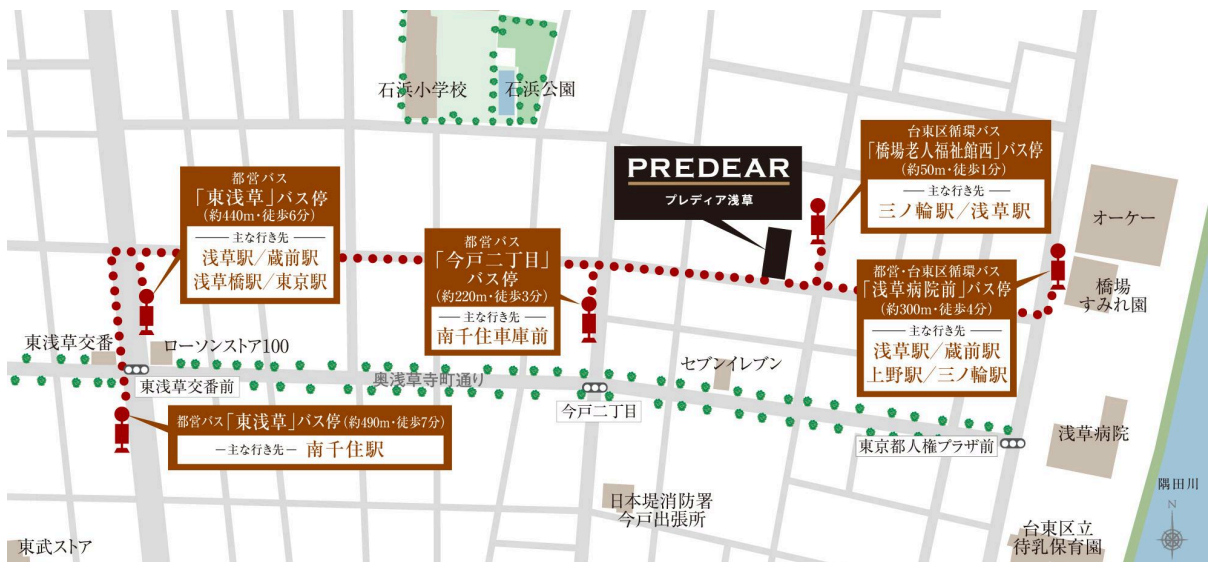 石浜小学校
石浜公園
台東区循環バス
「橋場老人福祉館西」バス停
(約50m・徒歩1分)
主な行き先
三ノ輪駅/浅草駅
PREDEAR
プレディア浅草
都営バス
「東浅草」バス停
(約440m・徒歩6分)
主な行き先
浅草駅/蔵前駅
浅草橋駅/東京駅
都営バス
「今戸二丁目」
バス停
(約220m・徒歩3分)
主な行き先
南千住車庫前
オーケー
都営・台東区循環バス
「浅草病院前」バス停
(約300m・徒歩4分)
主な行き先
浅草駅/蔵前駅
上野駅/三ノ輪駅
橋場
すみれ園
東浅草交番
ローソンストア100
東浅草交番前
奥浅草寺町通り
セブンイレブン
今戸二丁目
東京都人権プラザ前
浅草病院
都営バス「東浅草」バス停(約490m・徒歩7分)
主な行き先 南千住駅
日本堤消防署
今戸出張所
隅田川
N
東武ストア
台東区立
待乳保育園